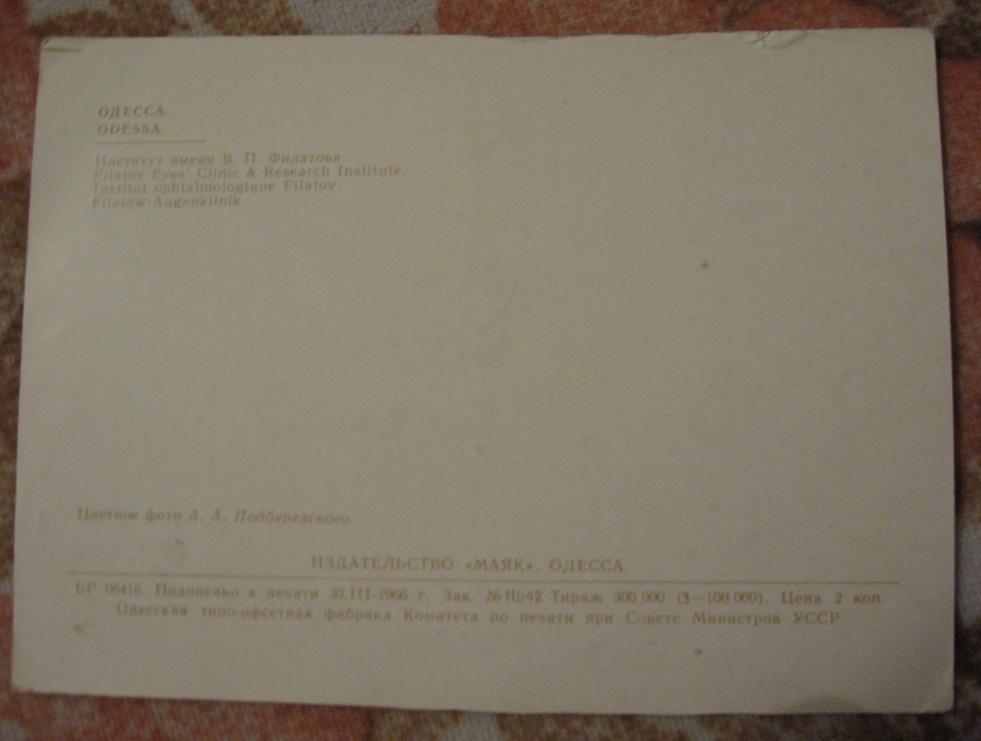 ОДЕССА.
ODESSA.
Институт имени В. П. Филатова
Filatov Eyes' Clinic & Research Institute.
Institut ophtalmologique Filatov.
Filatow-Augenklinik.
Цветное фото А. А. Подберезского.
ИЗДАТЕЛЬСТВО «МАЯК», ОДЕССА.
БР 06416. Подписано к печати 30.III-1966 г. Зак. № 11542 Тираж 300 000 (3—100 000). Цена 2 коп.
Одесская типо-офсетная фабрика Комитета по печати при Совете Министров УССР